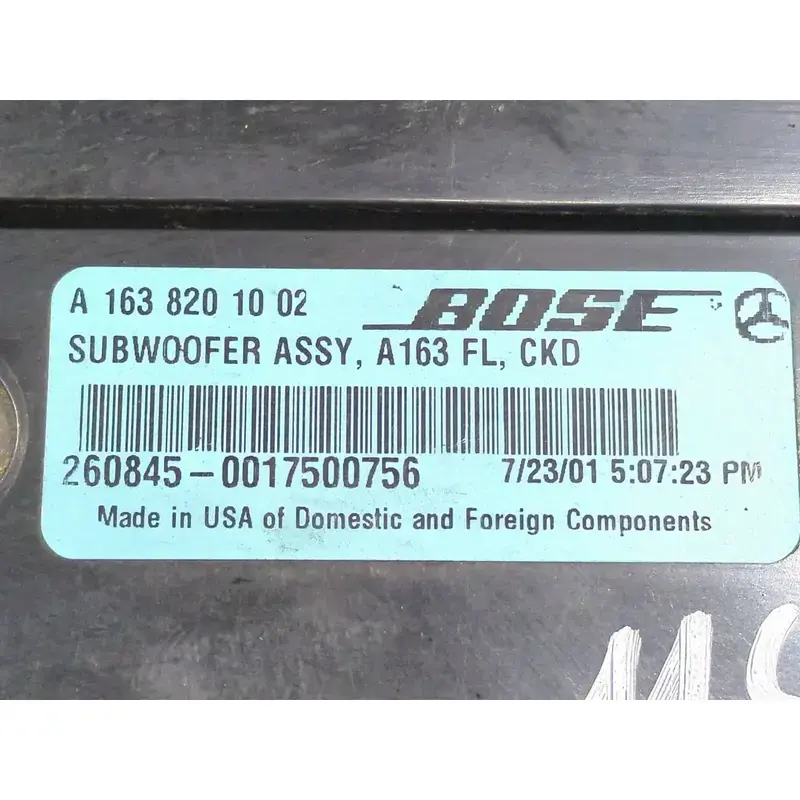 A 163 820 10 02 BOSE
SUBWOOFER ASSY, A163 FL, CKD
260845-0017500756 7/23/01 5:07:23 PM
Made in USA of Domestic and Foreign Components